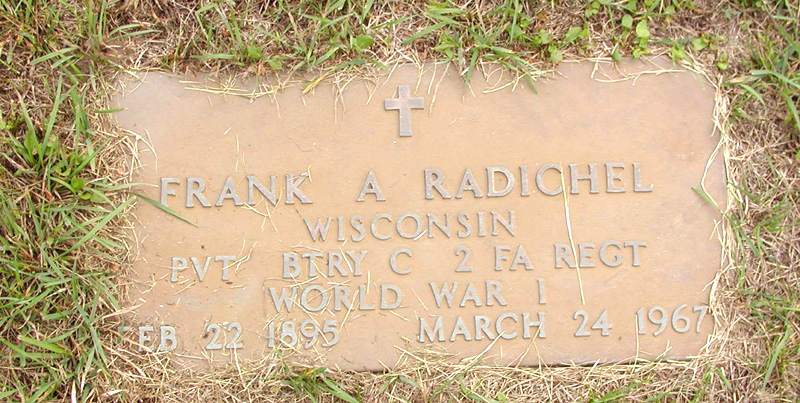 FRANK A RADICHEL
WISCONSIN
PVT BTRY C 2 FA REGT
WORLD WAR I
FEB 22 1895 MARCH 24 1967